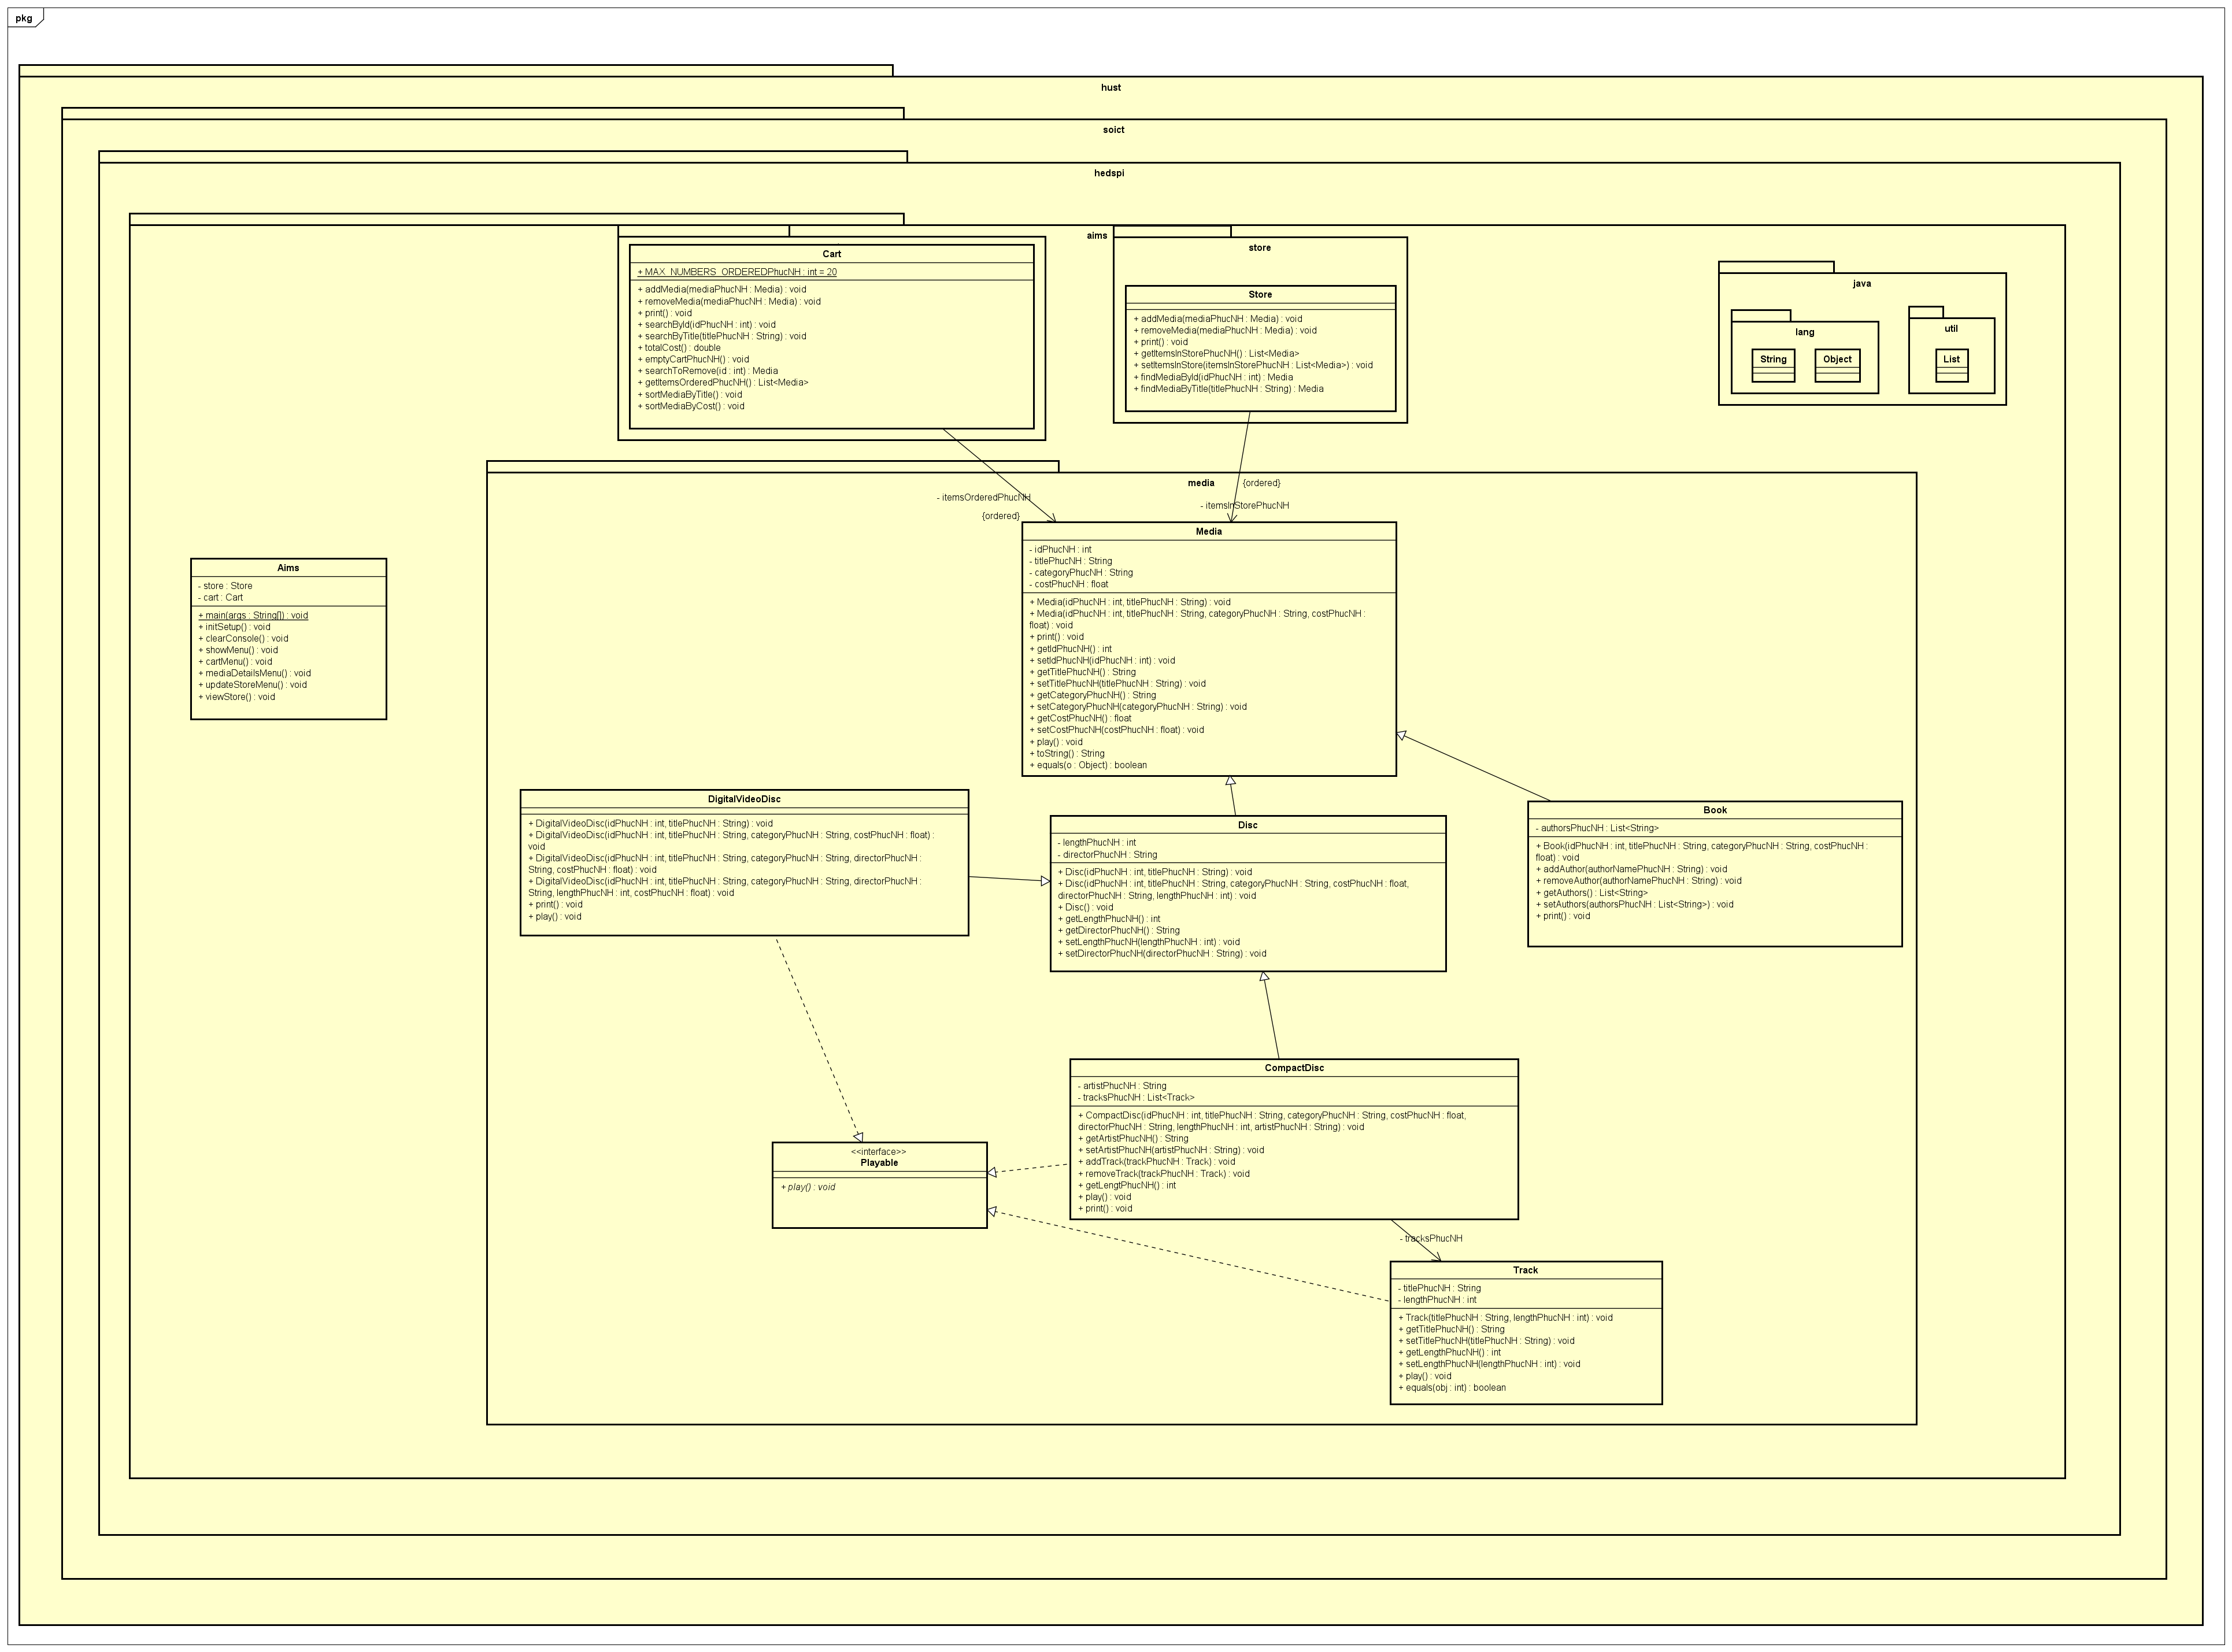 pkg
hust
soict
hedspi
aims
Cart
+ MAX_NUMBERS_ORDEREDPhucNH : int = 20
+ addMedia(mediaPhucNH : Media) : void
+ removeMedia(mediaPhucNH : Media) : void
+ print() : void
+ searchById(idPhucNH : int) : void
+ searchByTitle(titlePhucNH : String) : void
+ totalCost() : double
+ emptyCartPhucNH() : void
+ searchToRemove(id : int) : Media
+ getItemsOrderedPhucNH() : List<Media>
+ sortMediaByTitle() : void
+ sortMediaByCost() : void
store
Store
+ addMedia(mediaPhucNH : Media) : void
+ removeMedia(mediaPhucNH : Media) : void
+ print() : void
+ getItemsInStorePhucNH() : List<Media>
+ setItemsInStore(itemsInStorePhucNH : List<Media>) : void
+ findMediaById(idPhucNH : int) : Media
+ findMediaByTitle(titlePhucNH : String) : Media
java
lang
String
Object
util
List
media
{ordered}
- itemsOrderedPhucNH
- itemsInStorePhucNH
{ordered}
Media
- idPhucNH : int
- titlePhucNH : String
- categoryPhucNH : String
- costPhucNH : float
+ Media(idPhucNH : int, titlePhucNH : String) : void
+ Media(idPhucNH : int, titlePhucNH : String, categoryPhucNH : String, costPhucNH :
float) : void
+ print() : void
+ getIdPhucNH() : int
+ setIdPhucNH(idPhucNH : int) : void
+ getTitlePhucNH() : String
+ setTitlePhucNH(titlePhucNH : String) : void
+ getCategoryPhucNH() : String
+ setCategoryPhucNH(categoryPhucNH : String) : void
+ getCostPhucNH() : float
+ setCostPhucNH(costPhucNH : float) : void
+ play() : void
+ toString() : String
+ equals(o : Object) : boolean
Aims
- store : Store
- cart : Cart
+ main(args : String[]) : void
+ initSetup() : void
+ clearConsole() : void
+ showMenu() : void
+ cartMenu() : void
+ mediaDetailsMenu() : void
+ updateStoreMenu() : void
+ viewStore() : void
DigitalVideoDisc
+ DigitalVideoDisc(idPhucNH : int, titlePhucNH : String) : void
+ DigitalVideoDisc(idPhucNH : int, titlePhucNH : String, categoryPhucNH : String, costPhucNH : float) :
void
+ DigitalVideoDisc(idPhucNH : int, titlePhucNH : String, categoryPhucNH : String, directorPhucNH :
String, costPhucNH : float) : void
+ DigitalVideoDisc(idPhucNH : int, titlePhucNH : String, categoryPhucNH : String, directorPhucNH :
String, lengthPhucNH : int, costPhucNH : float) : void
+ print() : void
+ play() : void
Disc
- lengthPhucNH : int
- directorPhucNH : String
+ Disc(idPhucNH : int, titlePhucNH : String) : void
+ Disc(idPhucNH : int, titlePhucNH : String, categoryPhucNH : String, costPhucNH : float,
directorPhucNH : String, lengthPhucNH : int) : void
+ Disc() : void
+ getLengthPhucNH() : int
+ getDirectorPhucNH() : String
+ setLengthPhucNH(lengthPhucNH : int) : void
+ setDirectorPhucNH(directorPhucNH : String) : void
Book
- authorsPhucNH : List<String>
+ Book(idPhucNH : int, titlePhucNH : String, categoryPhucNH : String, costPhucNH :
float) : void
+ addAuthor(authorNamePhucNH : String) : void
+ removeAuthor(authorNamePhucNH : String) : void
+ getAuthors() : List<String>
+ setAuthors(authorsPhucNH : List<String>) : void
+ print() : void
CompactDisc
- artistPhucNH : String
- tracksPhucNH : List<Track>
+ CompactDisc(idPhucNH : int, titlePhucNH : String, categoryPhucNH : String, costPhucNH : float,
directorPhucNH : String, lengthPhucNH : int, artistPhucNH : String) : void
+ getArtistPhucNH() : String
+ setArtistPhucNH(artistPhucNH : String) : void
+ addTrack(trackPhucNH : Track) : void
+ removeTrack(trackPhucNH : Track) : void
+ getLengtPhucNH() : int
+ play() : void
+ print() : void
<<interface>>
Playable
+ play() : void
- tracksPhucNH
Track
- titlePhucNH : String
- lengthPhucNH : int
+ Track(titlePhucNH : String, lengthPhucNH : int) : void
+ getTitlePhucNH() : String
+ setTitlePhucNH(titlePhucNH : String) : void
+ getLengthPhucNH() : int
+ setLengthPhucNH(lengthPhucNH : int) : void
+ play() : void
+ equals(obj : int) : boolean